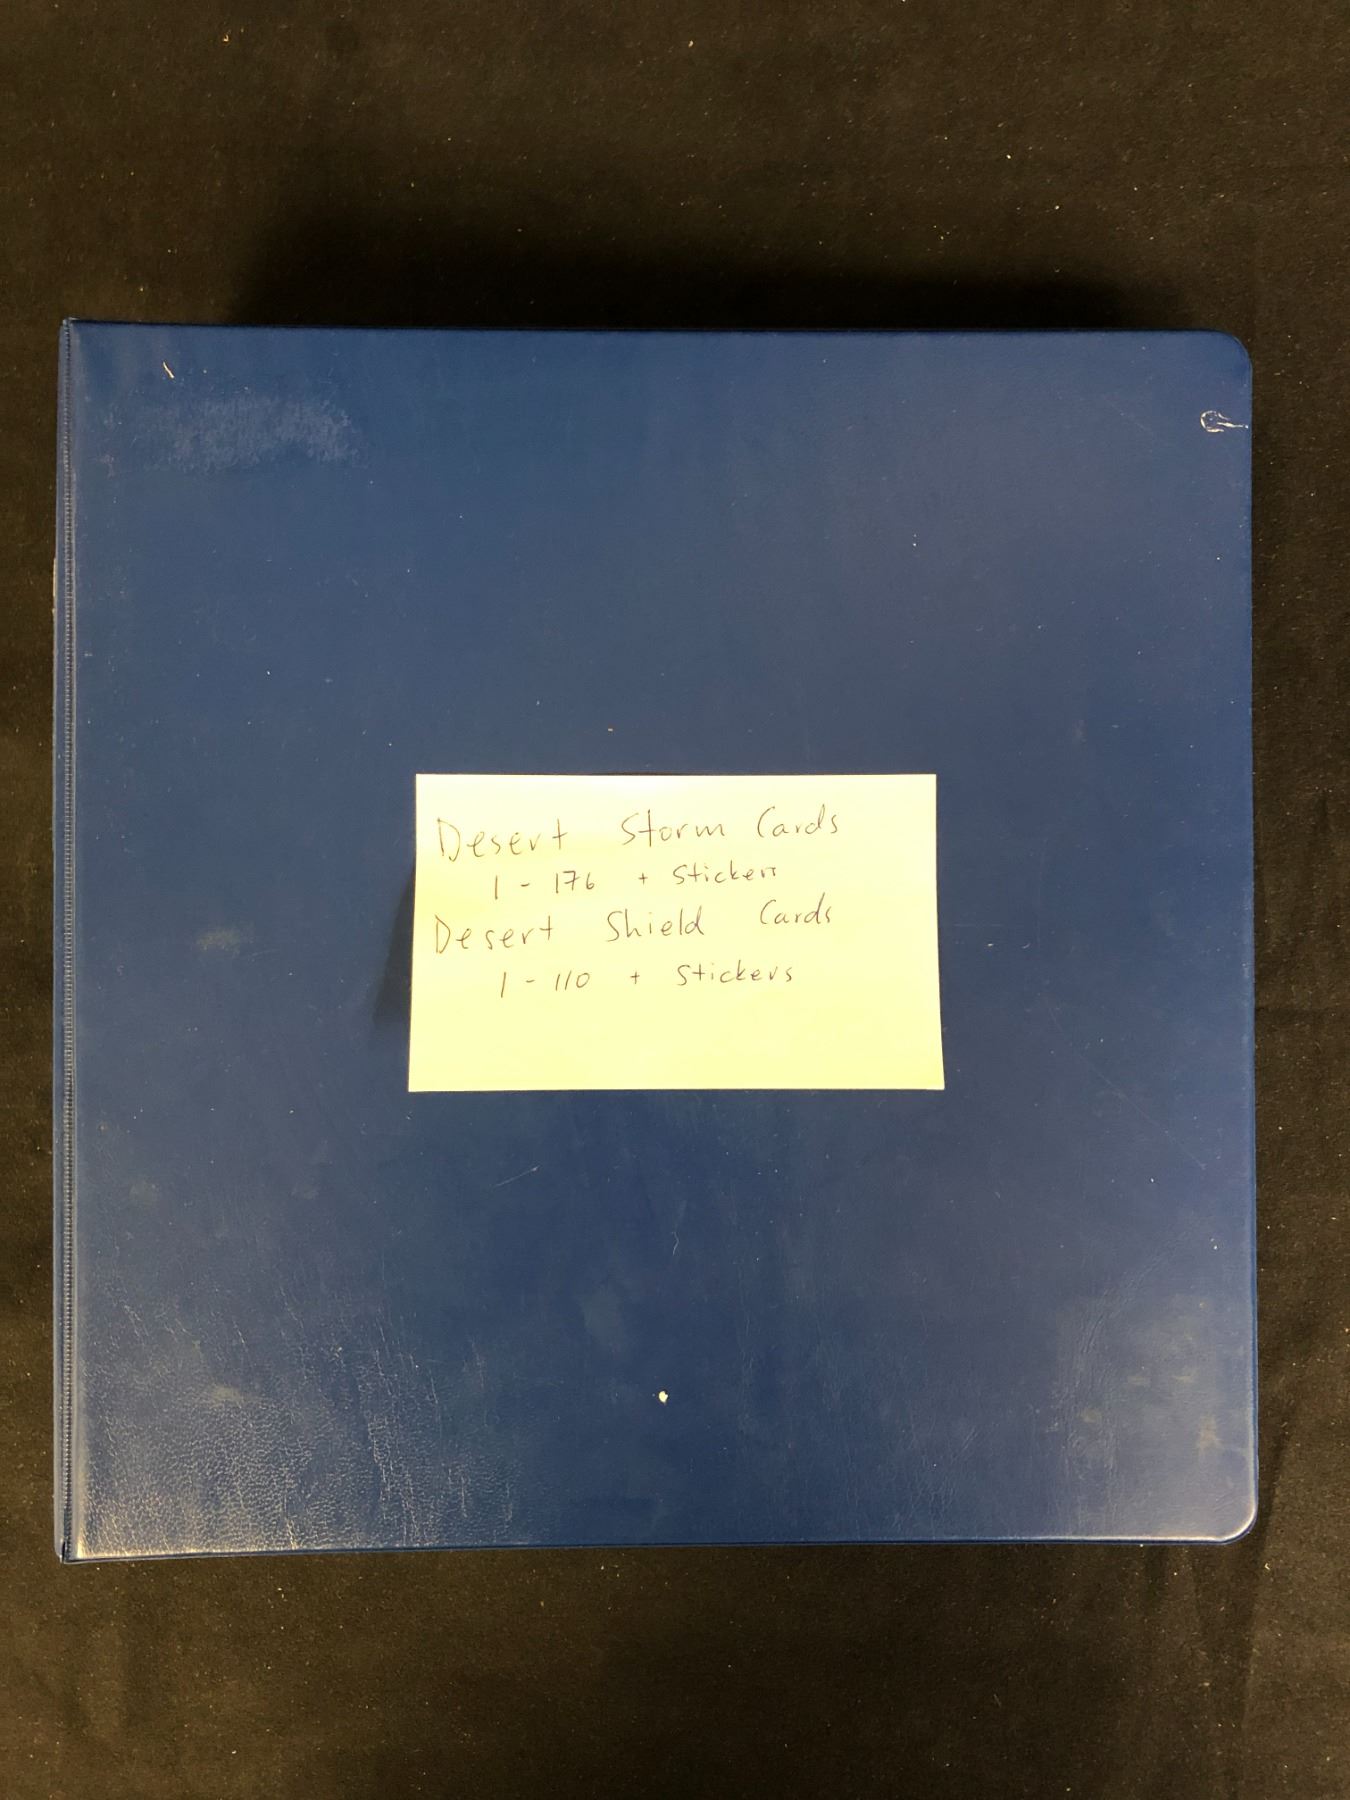 Desert Storm Cards
1 - 176 + Stickers
Desert Shield Cards
1 - 110 + Stickers